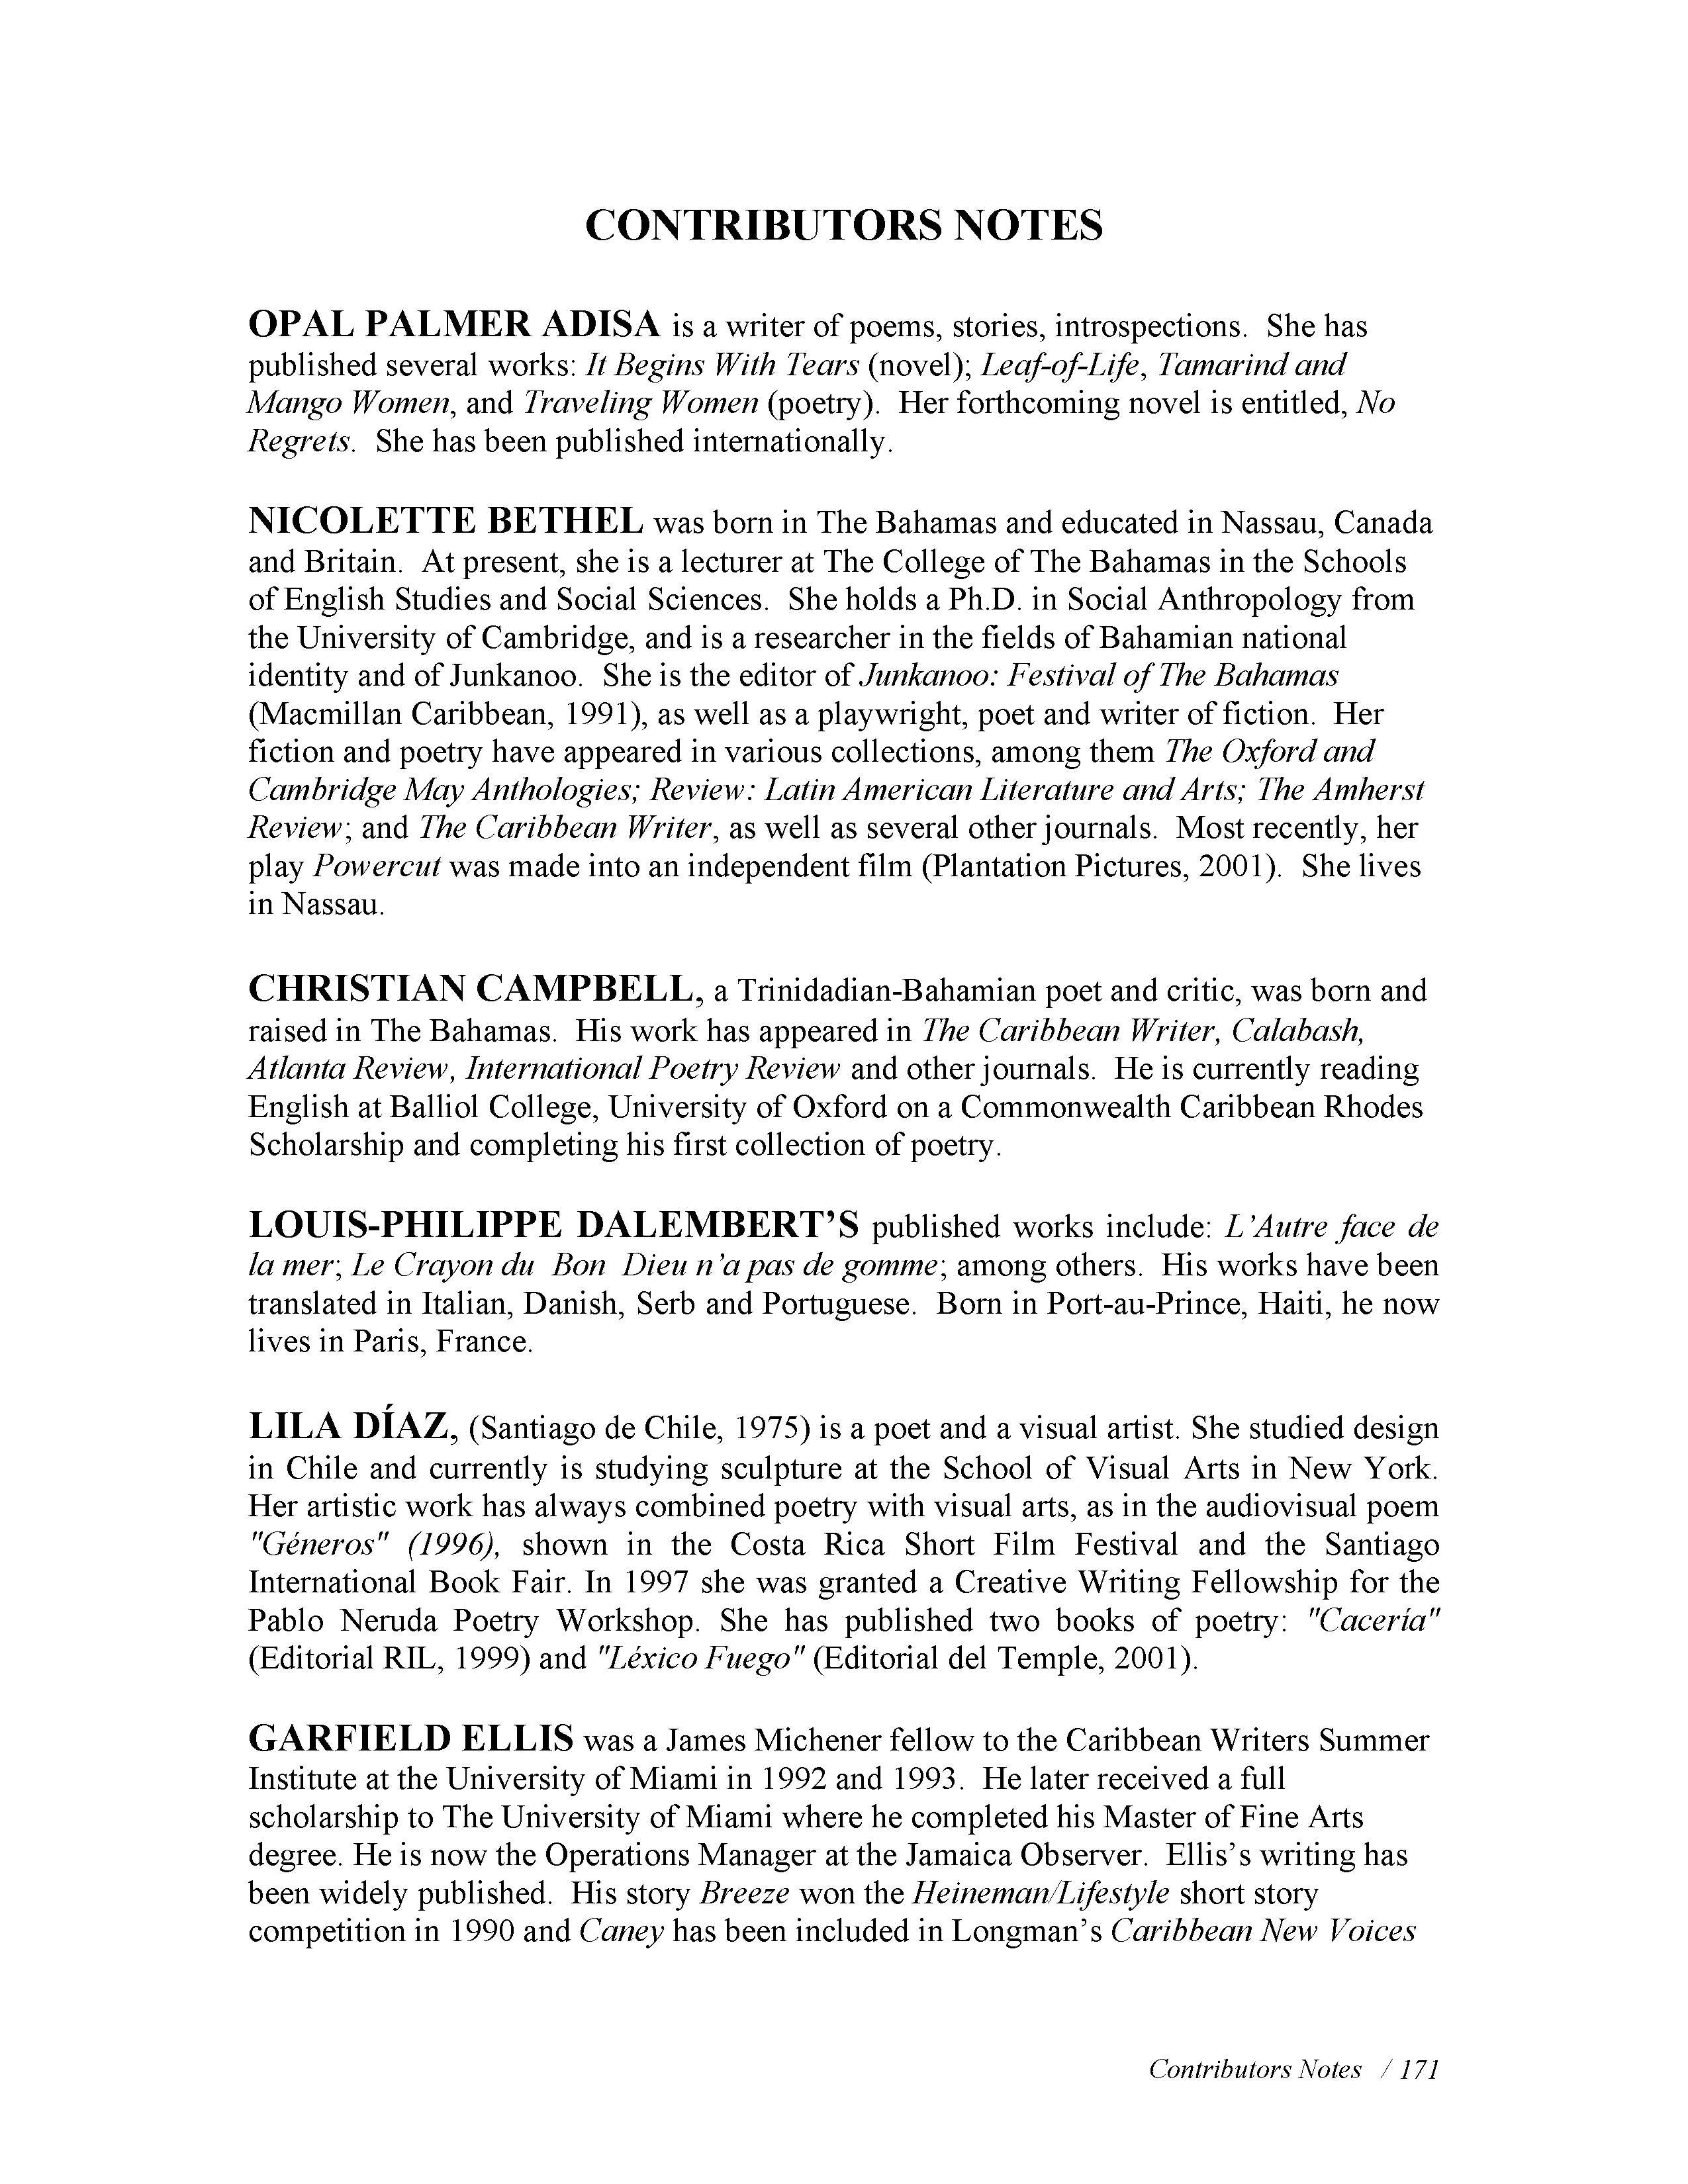 CONTRIBUTORS NOTES
OPAL PALMER ADISA is a writer of poems, stories, introspections.  She has
published several works: It Begins With Tears (novel); Leaf-of-Life, Tamarind and
Mango Women, and Traveling Women (poetry).  Her forthcoming novel is entitled, No
Regrets.  She has been published internationally.
NICOLETTE BETHEL was born in The Bahamas and educated in Nassau, Canada
and Britain.  At present, she is a lecturer at The College of The Bahamas in the Schools
of English Studies and Social Sciences.  She holds a Ph.D. in Social Anthropology from
the University of Cambridge, and is a researcher in the fields of Bahamian national
identity and of Junkanoo.  She is the editor of Junkanoo: Festival of The Bahamas
(Macmillan Caribbean, 1991), as well as a playwright, poet and writer of fiction.  Her
fiction and poetry have appeared in various collections, among them The Oxford and
Cambridge May Anthologies; Review: Latin American Literature and Arts; The Amherst
Review; and The Caribbean Writer, as well as several other journals.  Most recently, her
play Powercut was made into an independent film (Plantation Pictures, 2001).  She lives
in Nassau.
CHRISTIAN CAMPBELL, a Trinidadian-Bahamian poet and critic, was born and
raised in The Bahamas.  His work has appeared in The Caribbean Writer, Calabash,
Atlanta Review, International Poetry Review and other journals.  He is currently reading
English at Balliol College, University of Oxford on a Commonwealth Caribbean Rhodes
Scholarship and completing his first collection of poetry.
LOUIS-PHILIPPE DALEMBERT’S published works include: L’Autre face de
la mer; Le Crayon du  Bon  Dieu n’a pas de gomme; among others.  His works have been
translated in Italian, Danish, Serb and Portuguese.  Born in Port-au-Prince, Haiti, he now
lives in Paris, France.
LILA DÍAZ, (Santiago de Chile, 1975) is a poet and a visual artist. She studied design
in Chile and currently is studying sculpture at the School of Visual Arts in New York.
Her artistic work has always combined poetry with visual arts, as in the audiovisual poem
"Géneros" (1996), shown in the Costa Rica Short Film Festival and the Santiago
International Book Fair. In 1997 she was granted a Creative Writing Fellowship for the
Pablo Neruda Poetry Workshop. She has published two books of poetry: "Cacería"
(Editorial RIL, 1999) and "Léxico Fuego" (Editorial del Temple, 2001).
GARFIELD ELLIS was a James Michener fellow to the Caribbean Writers Summer
Institute at the University of Miami in 1992 and 1993.  He later received a full
scholarship to The University of Miami where he completed his Master of Fine Arts
degree. He is now the Operations Manager at the Jamaica Observer.  Ellis’s writing has
been widely published.  His story Breeze won the Heineman/Lifestyle short story
competition in 1990 and Caney has been included in Longman’s Caribbean New Voices
Contributors Notes  / 171